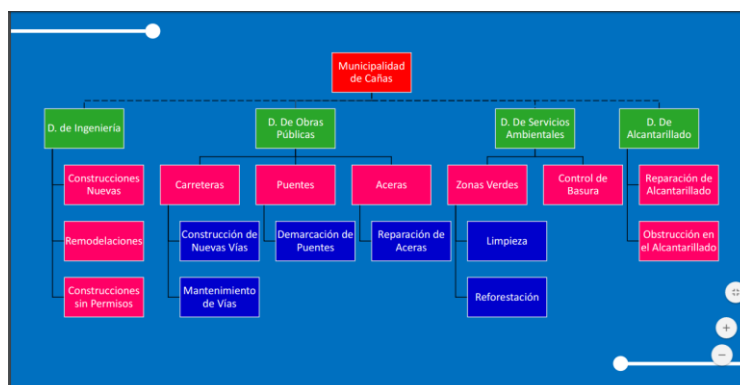 Municipalidad
de Cañas
D. de Ingeniería
D. De Obras
Públicas
D. De Servicios
Ambientales
D. De
Alcantarillado
Construcciones
Nuevas
Carreteras
Puentes
Aceras
Zonas Verdes
Control de
Basura
Reparación de
Alcantarillado
Remodelaciones
Construcción de
Nuevas Vías
Demarcación de
Puentes
Reparación de
Aceras
Limpieza
Obstrucción en
el Alcantarillado
Construcciones
sin Permisos
Mantenimiento
de Vías
Reforestación